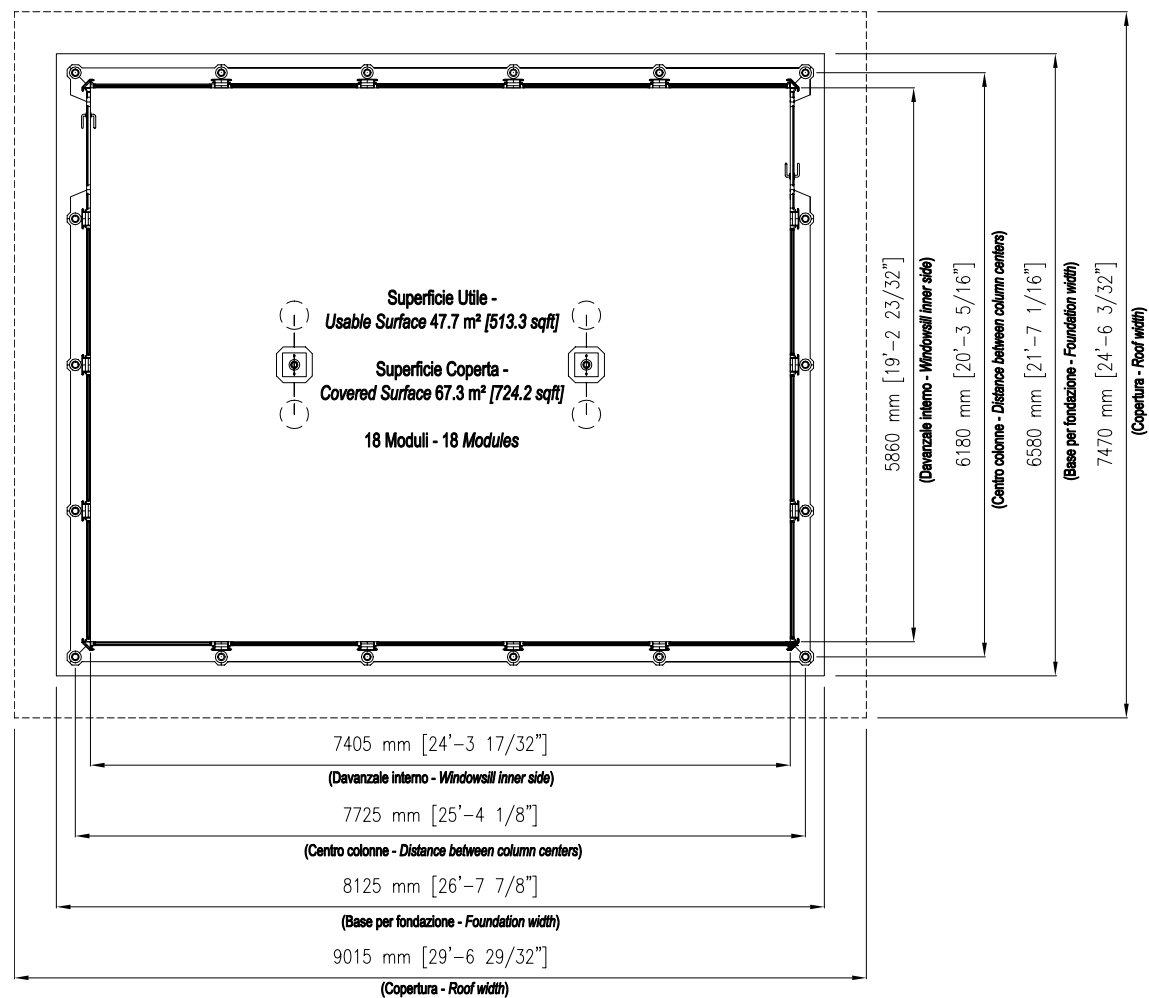 Superficie Utile -
Usable Surface 47.7 m² [513.3 sqft]
Superficie Coperta -
Covered Surface 67.3 m² [724.2 sqft]
18 Moduli - 18 Modules
5860 mm [19'-2 23/32"]
(Davanzale interno - Windowsill inner side)
6180 mm [20'-3 5/16"]
(Centro colonne - Distance between column centers)
6580 mm [21'-7 1/16"]
(Base per fondazione - Foundation width)
7470 mm [24'-6 3/32"]
(Copertura - Roof width)
7405 mm [24'-3 17/32"]
(Davanzale interno - Windowsill inner side)
7725 mm [25'-4 1/8"]
(Centro colonne - Distance between column centers)
8125 mm [26'-7 7/8"]
(Base per fondazione - Foundation width)
9015 mm [29'-6 29/32"]
(Copertura - Roof width)